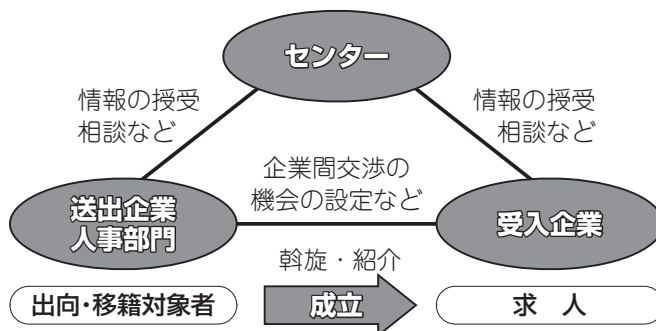 センター
情報の授受
相談など
情報の授受
相談など
企業間交渉の
機会の設定など
送出企業
人事部門
受入企業
斡旋・紹介
出向・移籍対象者
成立
求　人